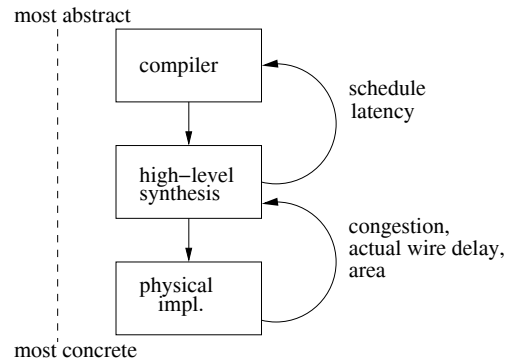 most abstract
compiler
schedule
latency
high-level
synthesis
congestion,
actual wire delay,
area
physical
impl.
most concrete